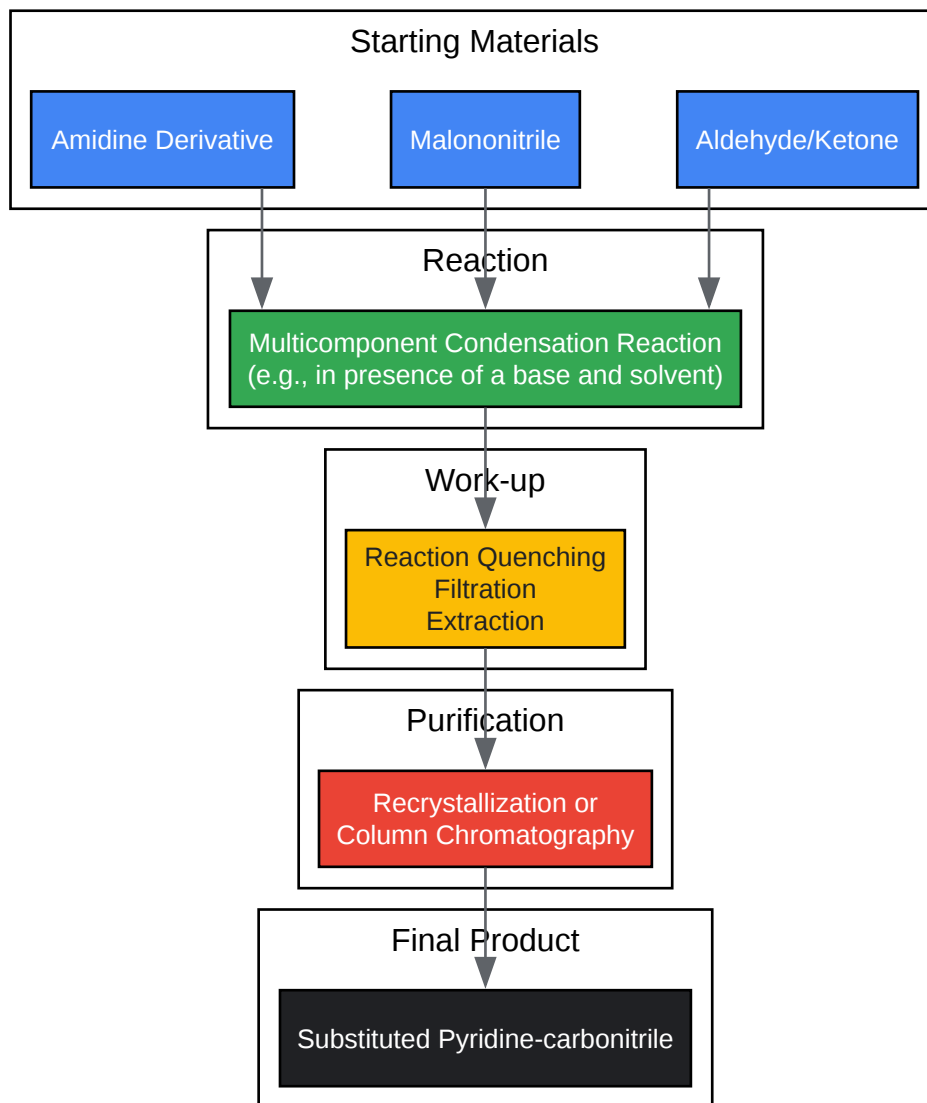 Starting Materials
Amidine Derivative
Malononitrile
Aldehyde/Ketone
Reaction
Multicomponent Condensation Reaction
(e.g., in presence of a base and solvent)
Work-up
Reaction Quenching
Filtration
Extraction
Purification
Recrystallization or
Column Chromatography
Final Product
Substituted Pyridine-carbonitrile